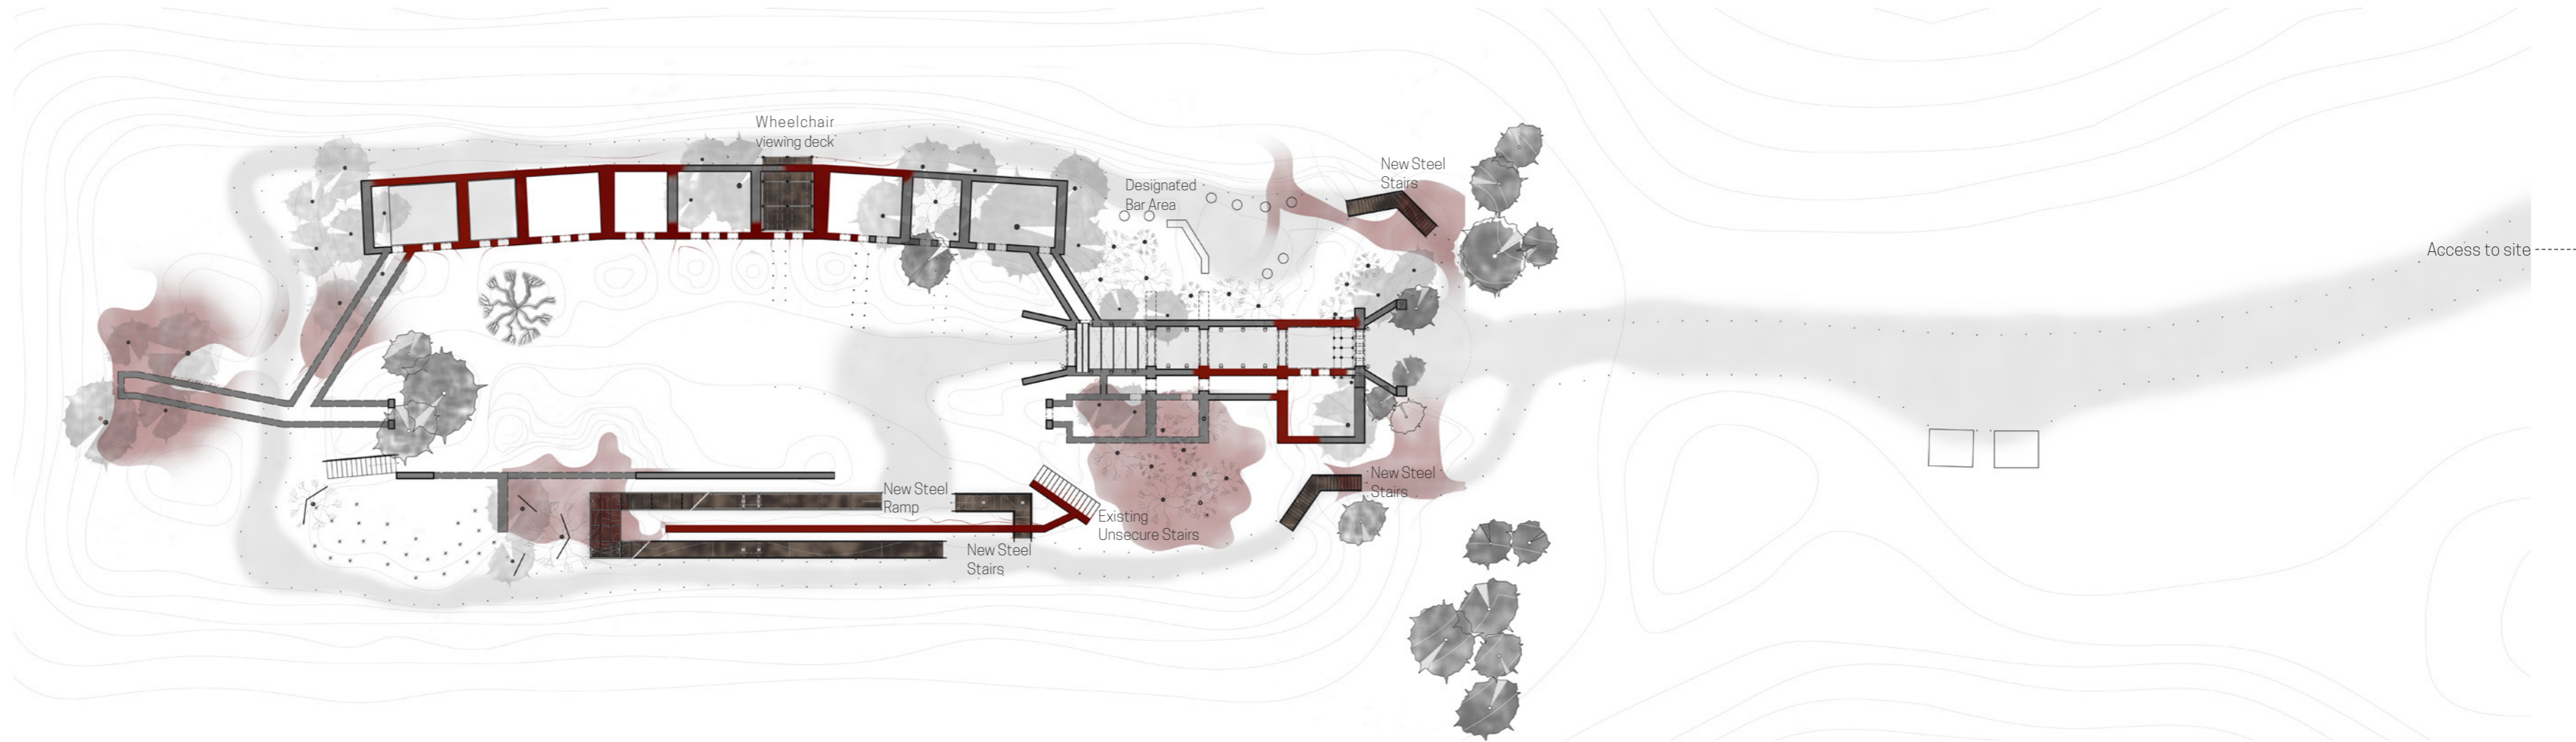 Wheelchair
viewing deck
New Steel
Stairs
Designated
Bar Area
Access to site
New Steel
Stairs
New Steel
Ramp
Existing
Unsecure Stairs
New Steel
Stairs